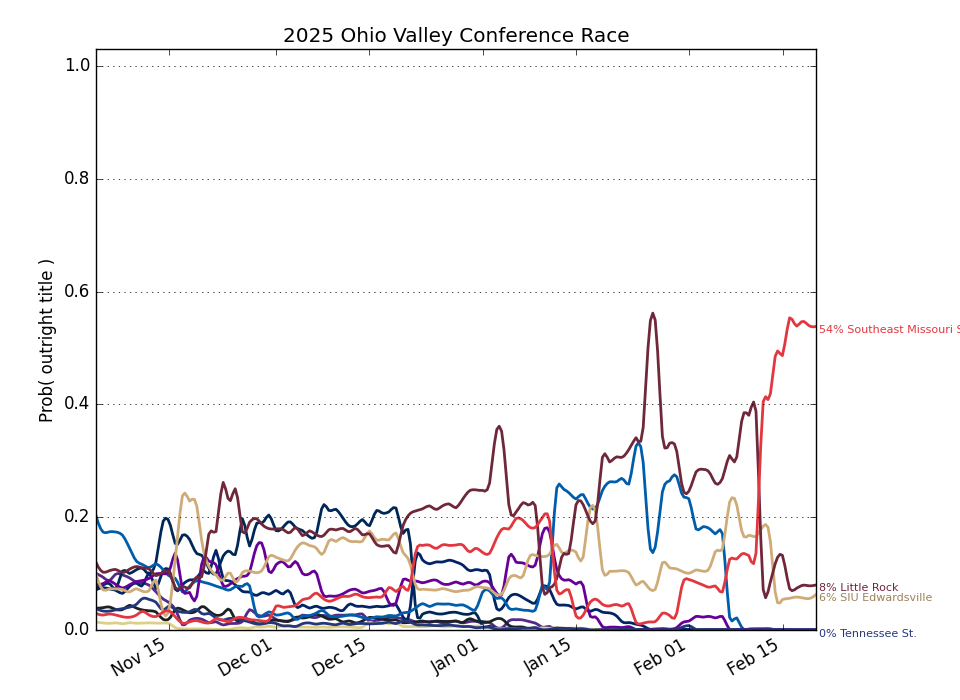 2025 Ohio Valley Conference Race
Prob( outright title )
1.0
0.8
0.6
0.4
0.2
0.0
54% Southeast Missouri S
8% Little Rock
6% SIU Edwardsville
0% Tennessee St.
Nov 15
Dec 01
Dec 15
Jan 01
Jan 15
Feb 01
Feb 15